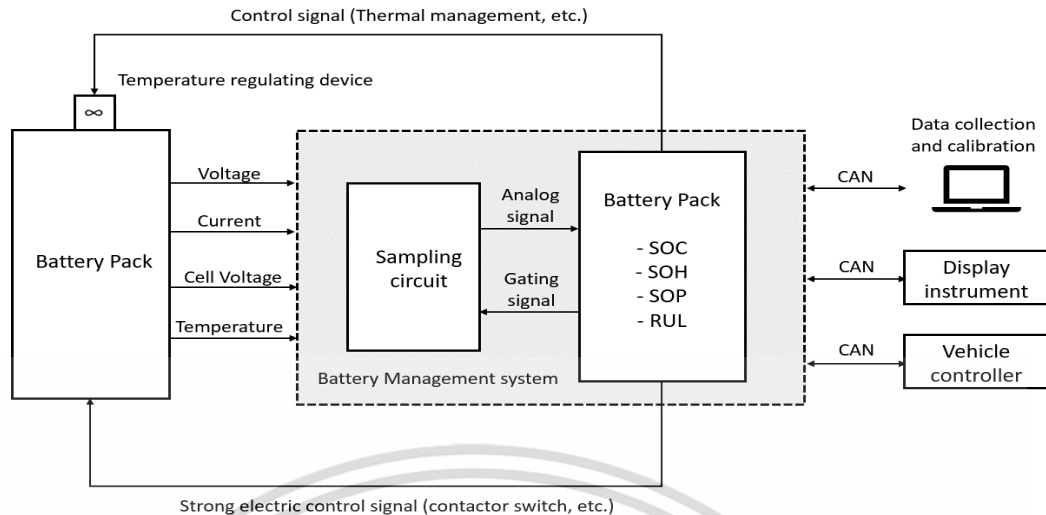 Control signal (Thermal management, etc.)
Temperature regulating device
∞
Battery Pack
Voltage
Current
Cell Voltage
Temperature
Sampling
circuit
Analog
signal
Gating
signal
Battery Pack
- SOC
- SOH
- SOP
- RUL
Battery Management system
Data collection
and calibration
CAN
CAN
Display
instrument
CAN
Vehicle
controller
Strong electric control signal (contactor switch, etc.)